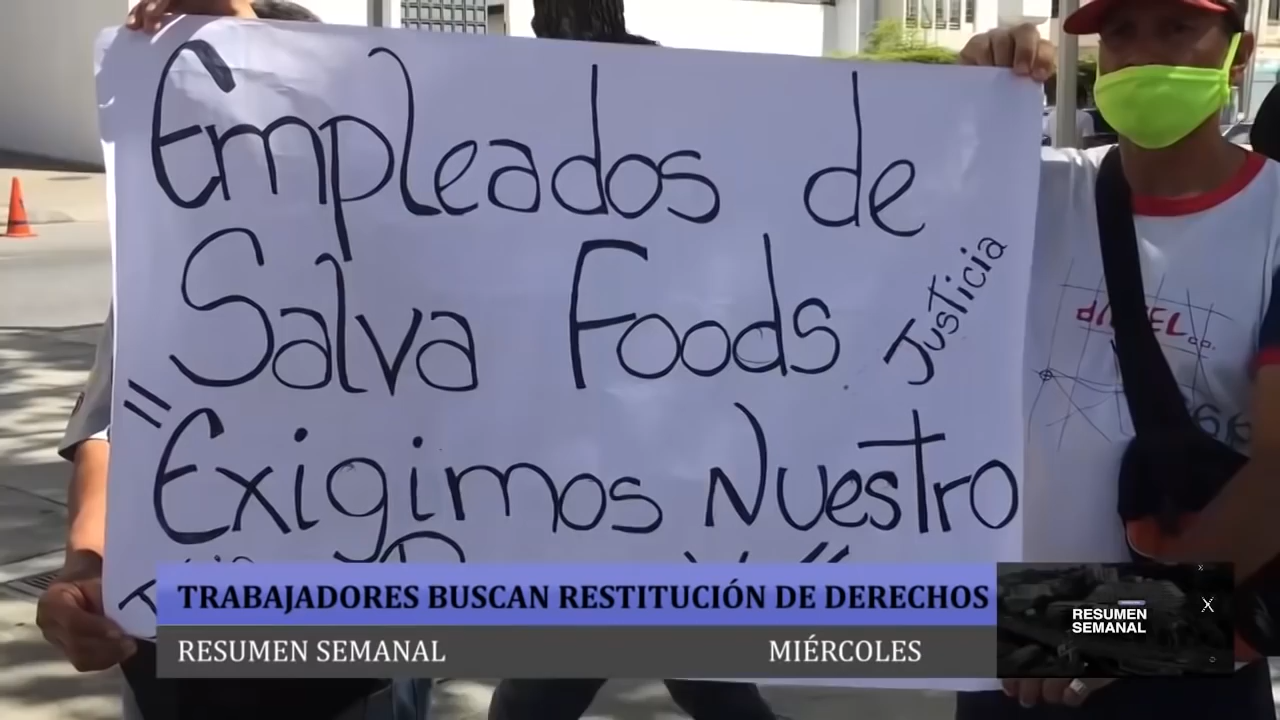 Empleados de
Salva Foods
Justicia
"Exigimos Nuestro
TRABAJADORES BUSCAN RESTITUCIÓN DE DERECHOS
RESUMEN SEMANAL
MIÉRCOLES
RESUMEN
SEMANAL
X